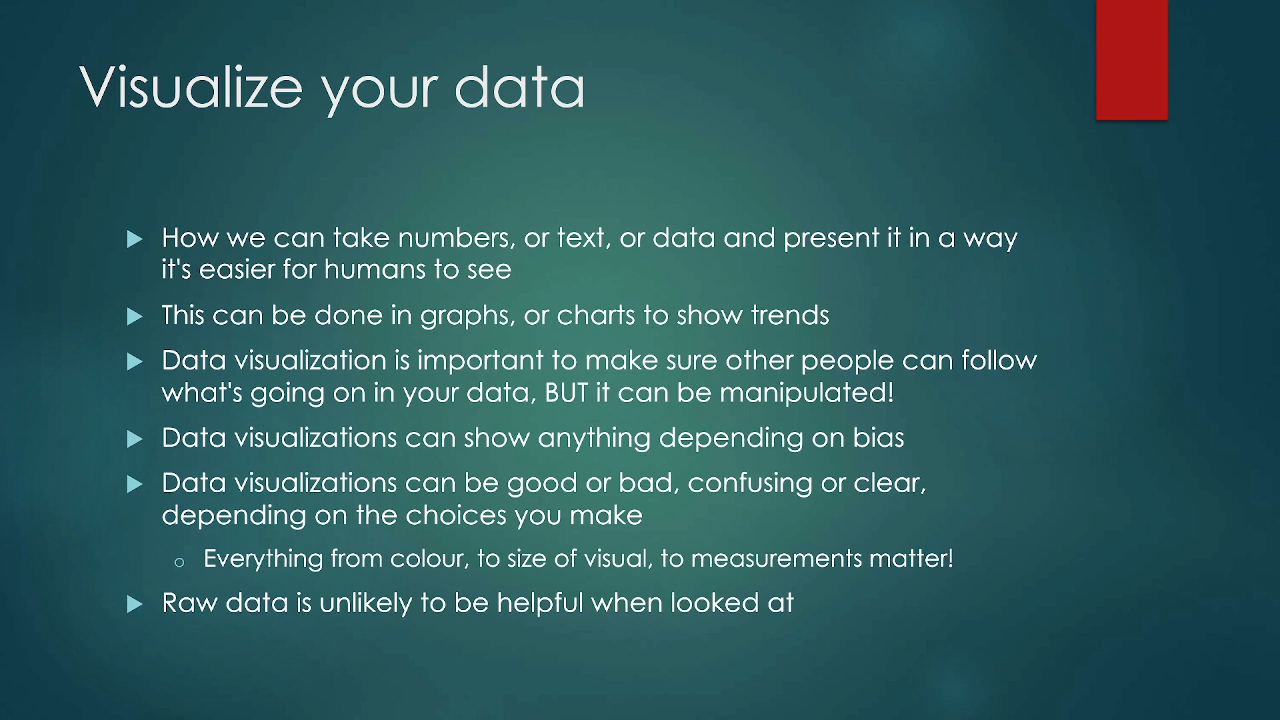 Visualize your data
How we can take numbers, or text, or data and present it in a way
it's easier for humans to see
This can be done in graphs, or charts to show trends
Data visualization is important to make sure other people can follow
what's going on in your data, BUT it can be manipulated!
Data visualizations can show anything depending on bias
Data visualizations can be good or bad, confusing or clear,
depending on the choices you make
Everything from colour, to size of visual, to measurements matter!
Raw data is unlikely to be helpful when looked at